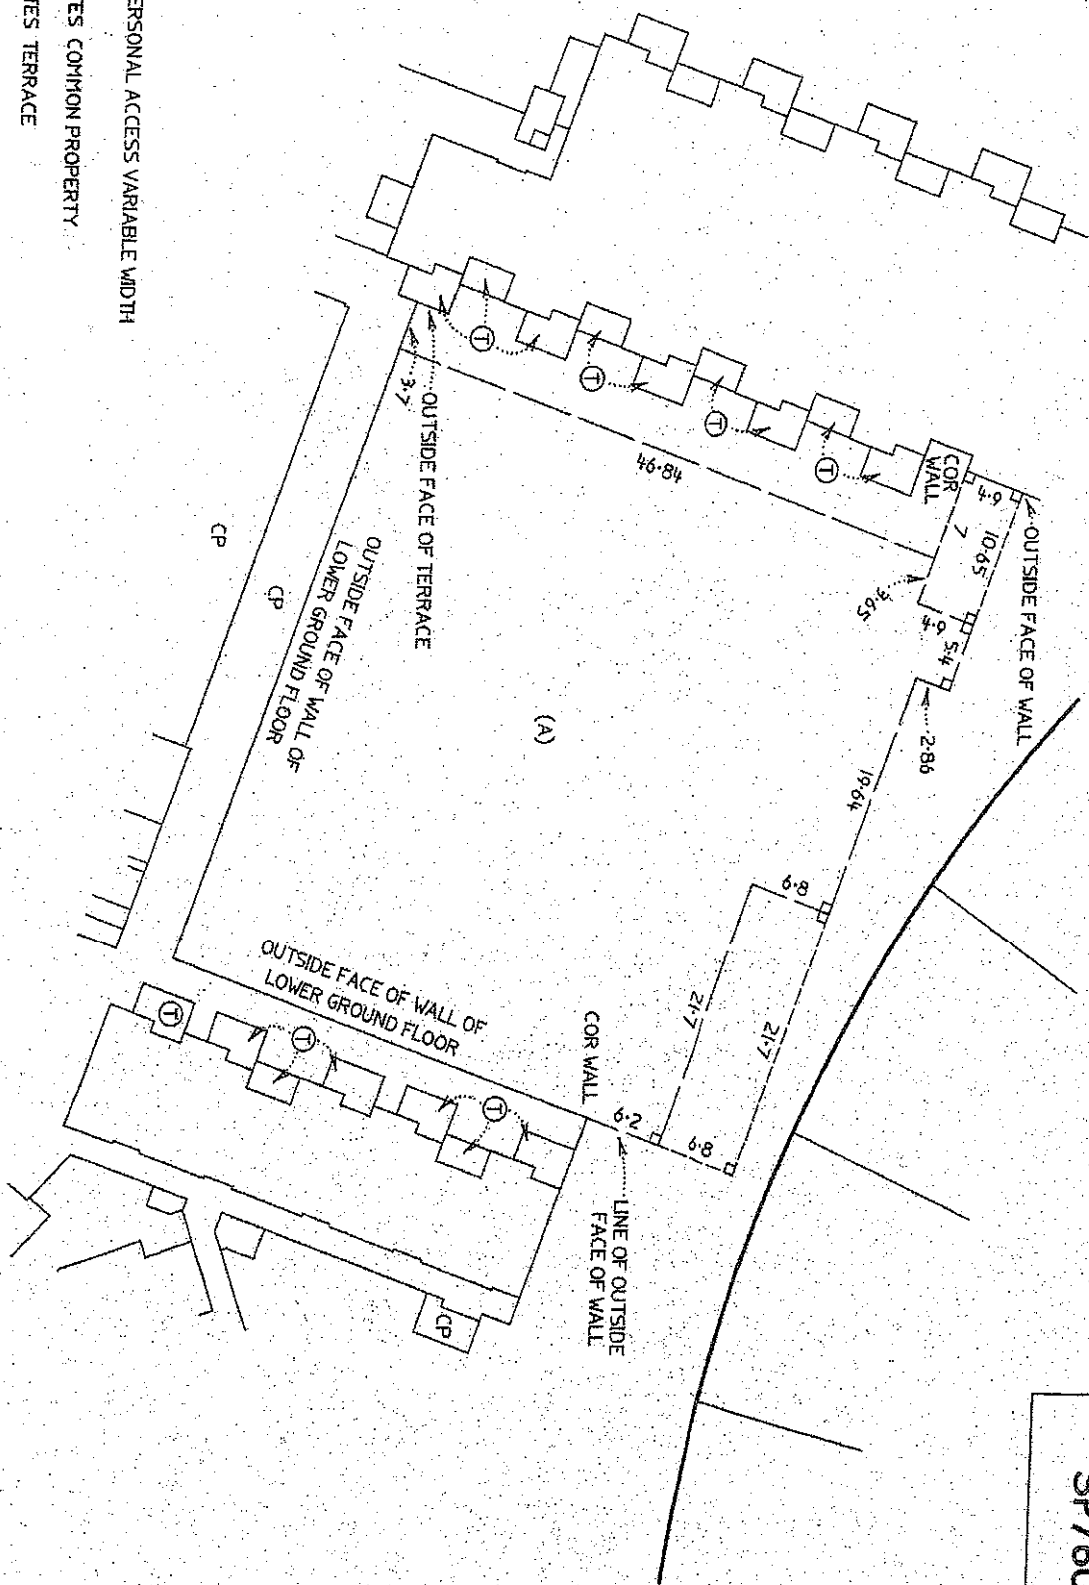 ERSONAL ACCESS VARIABLE WIDTH
ES COMMON PROPERTY
TES TERRACE
OUTSIDE FACE OF WALL
4·9
10·65
COR
WALL
7
3·65
4·9
5·4
2·86
19·64
6·8
21·7
21·7
6·8
6·2
46·84
3·7
T
T
T
T
OUTSIDE FACE OF TERRACE
OUTSIDE FACE OF WALL OF
LOWER GROUND FLOOR
CP
CP
(A)
OUTSIDE FACE OF WALL OF
LOWER GROUND FLOOR
COR WALL
LINE OF OUTSIDE
FACE OF WALL
T
T
T
CP